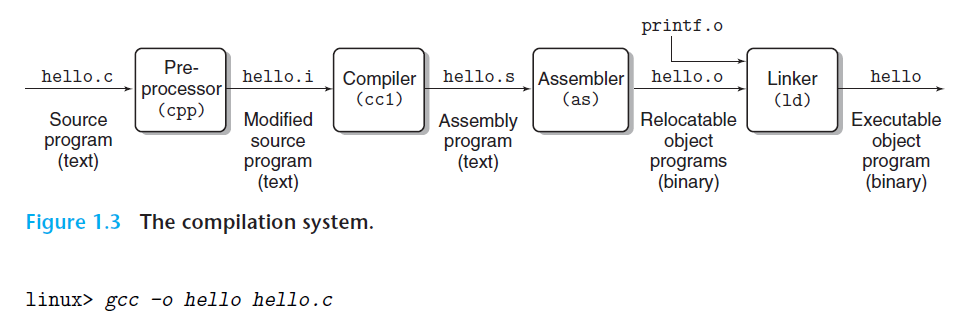 printf.o
hello.c
Pre-
processor
(cpp)
hello.i
Compiler
(cc1)
hello.s
Assembler
(as)
hello.o
Linker
(ld)
hello
Source
program
(text)
Modified
source
program
(text)
Assembly
program
(text)
Relocatable
object
programs
(binary)
Executable
object
program
(binary)
Figure 1.3 The compilation system.
linux> gcc -o hello hello.c